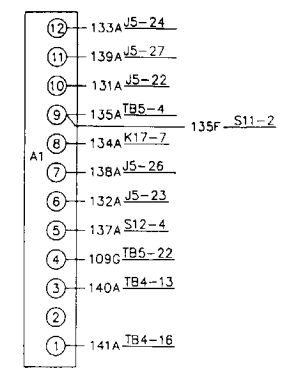 12 133A J5-24
11 139A J5-27
10 131A J5-22
9 135A TB5-4
135F S11-2
8 134A K17-7
A1
7 138A J5-26
6 132A J5-23
5 137A S12-4
4 109G TB5-22
3 140A TB4-13
2
1 141A TB4-16